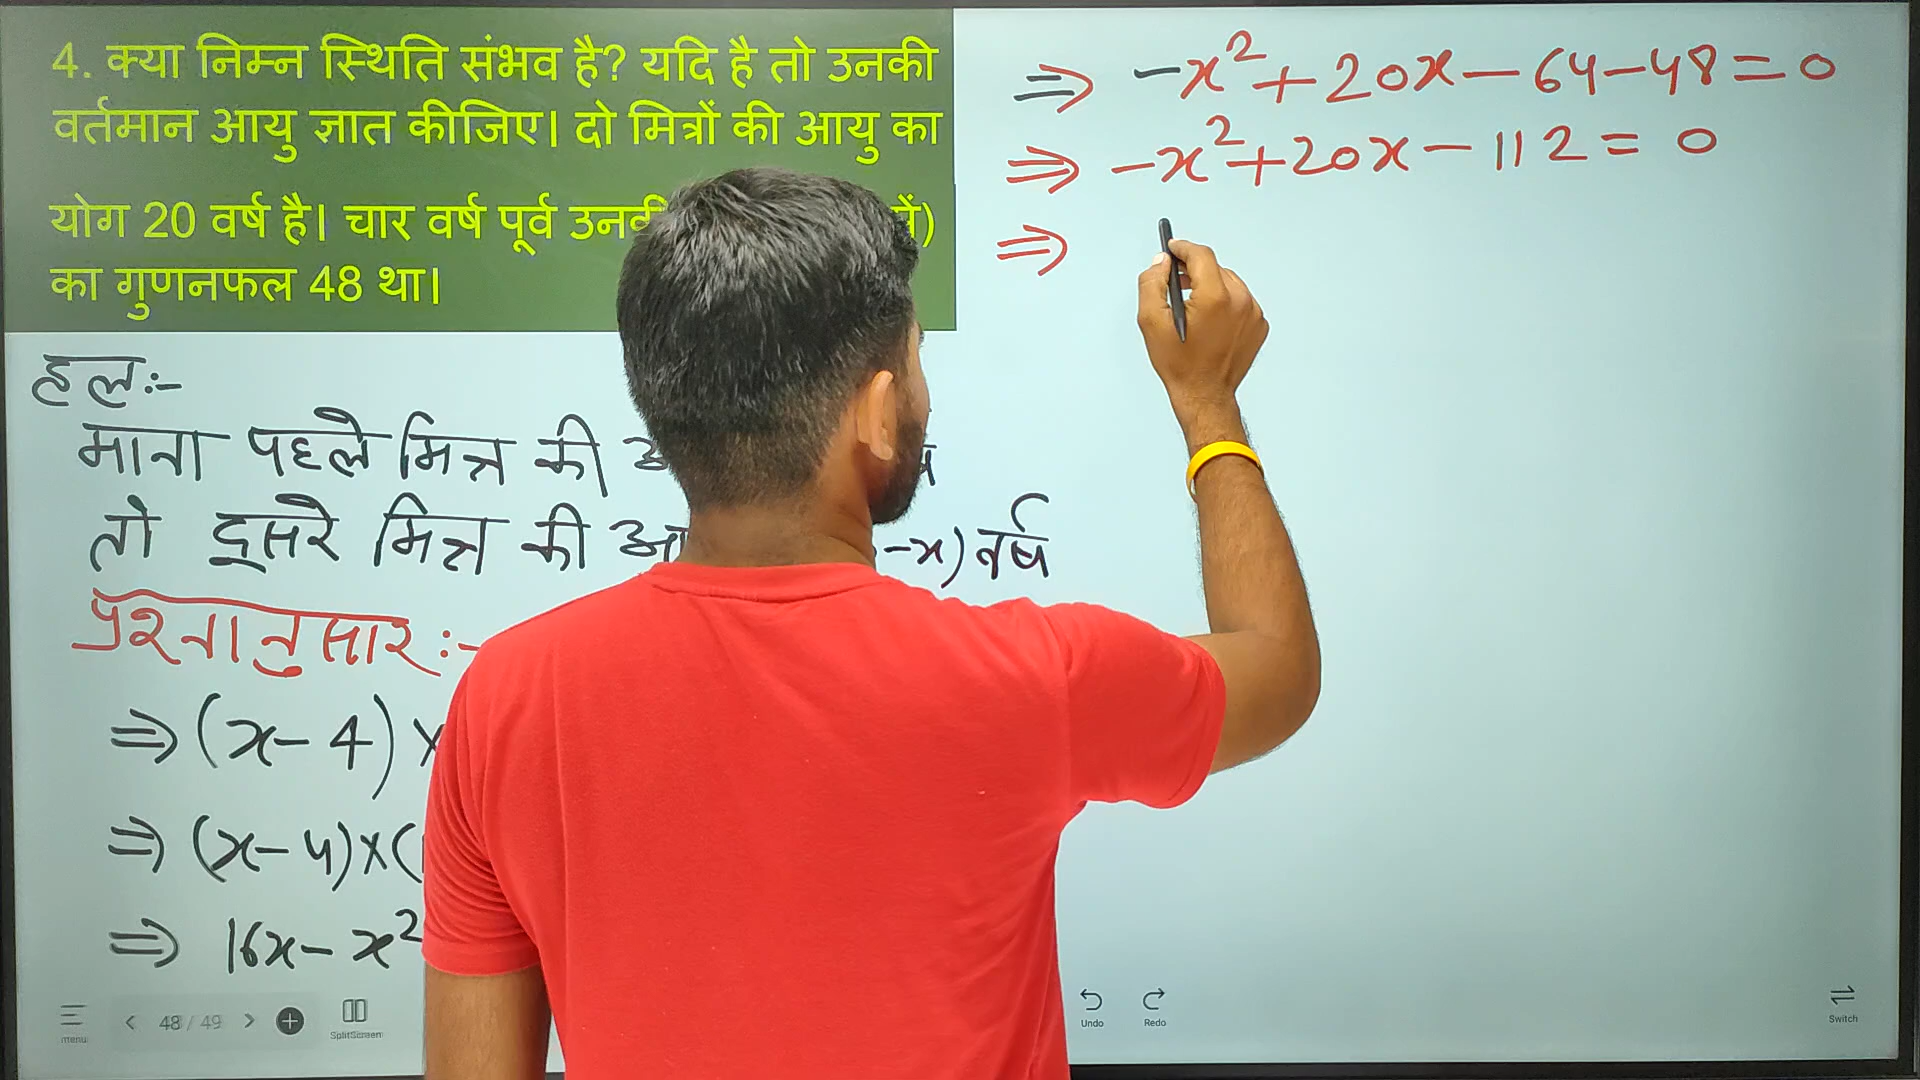 4. क्या निम्न स्थिति संभव है? यदि है तो उनकी
वर्तमान आयु ज्ञात कीजिए। दो मित्रों की आयु का
योग 20 वर्ष है। चार वर्ष पूर्व में)
का गुणनफल 48 था।
हल:-
माना पहले मित्र की
तो दूसरे मित्र की -x) वर्ष
प्रश्नानुसार:-
⇒ (x-4) ×
⇒ (x-4)×(
⇒ 16x - x²
⇒ -x² + 20x - 64 - 48 = 0
⇒ -x² + 20x - 112 = 0
⇒
menu
< 48 / 49 > +
SplitScreen
Undo
Redo
Switch